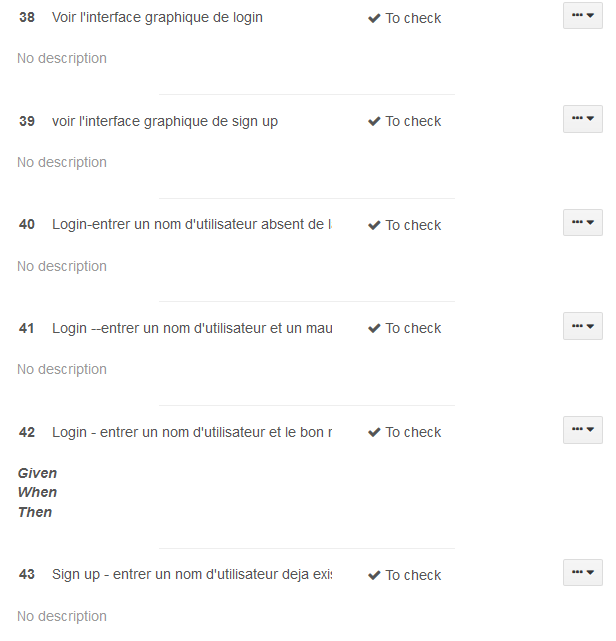 38 Voir l'interface graphique de login ✔ To check
No description
39 voir l'interface graphique de sign up ✔ To check
No description
40 Login-entrer un nom d'utilisateur absent de ✔ To check
No description
41 Login --entrer un nom d'utilisateur et un mau ✔ To check
No description
42 Login - entrer un nom d'utilisateur et le bon ✔ To check
Given
When
Then
43 Sign up - entrer un nom d'utilisateur deja exis ✔ To check
No description